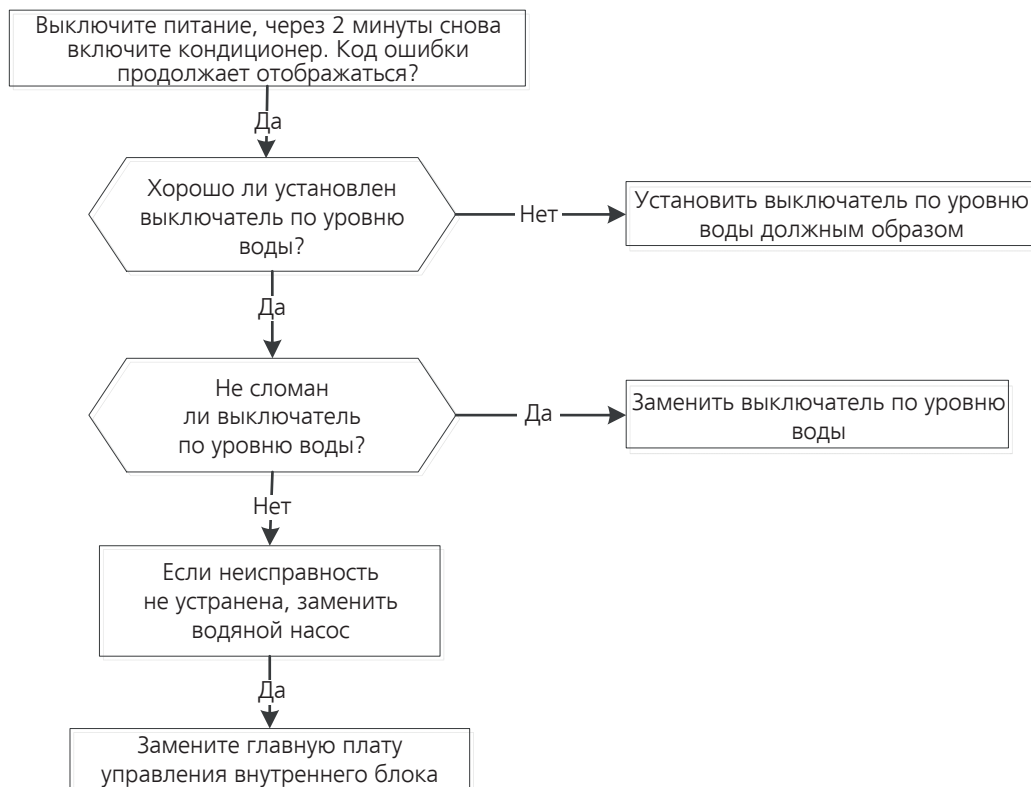 Выключите питание, через 2 минуты снова
включите кондиционер. Код ошибки
продолжает отображаться?
Да
Хорошо ли установлен
выключатель по уровню
воды?
Нет
Установить выключатель по уровню
воды должным образом
Да
Не сломан
ли выключатель
по уровню воды?
Да
Заменить выключатель по уровню
воды
Нет
Если неисправность
не устранена, заменить
водяной насос
Да
Замените главную плату
управления внутреннего блока